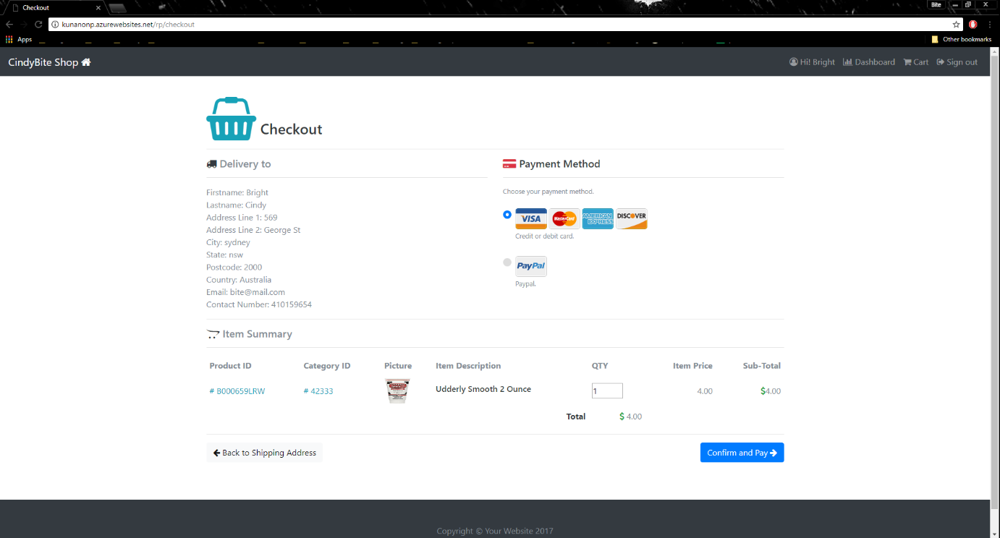 Checkout
Bite
kunanonp.azurewebsites.net/rp/checkout
Apps
Other bookmarks
CindyBite Shop
Hi! Bright
Dashboard
Cart
Sign out
Checkout
Delivery to
Firstname: Bright
Lastname: Cindy
Address Line 1: 569
Address Line 2: George St
City: sydney
State: nsw
Postcode: 2000
Country: Australia
Email: bite@mail.com
Contact Number: 410159654
Payment Method
Choose your payment method.
VISA MasterCard AMERICAN EXPRESS DISCOVER
Credit or debit card.
PayPal
Paypal.
Item Summary
Product ID Category ID Picture Item Description QTY Item Price Sub-Total
# B000659LRW # 42333 Udderly Smooth 2 Ounce 1 4.00 $4.00
Total $ 4.00
Back to Shipping Address
Confirm and Pay
Copyright © Your Website 2017